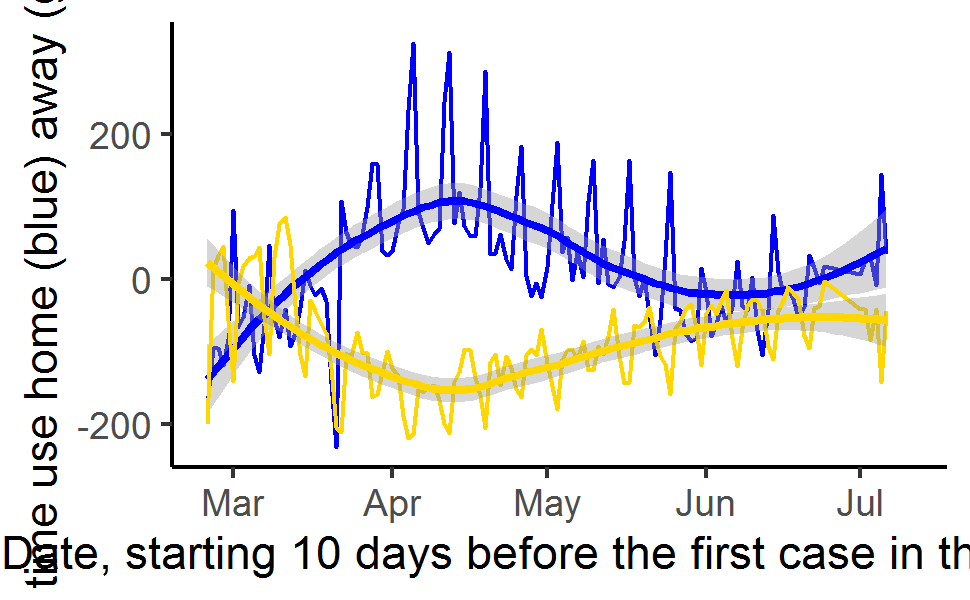 time use home (blue) away (
200
0
-200
Mar Apr May Jun Jul
Date, starting 10 days before the first case in th